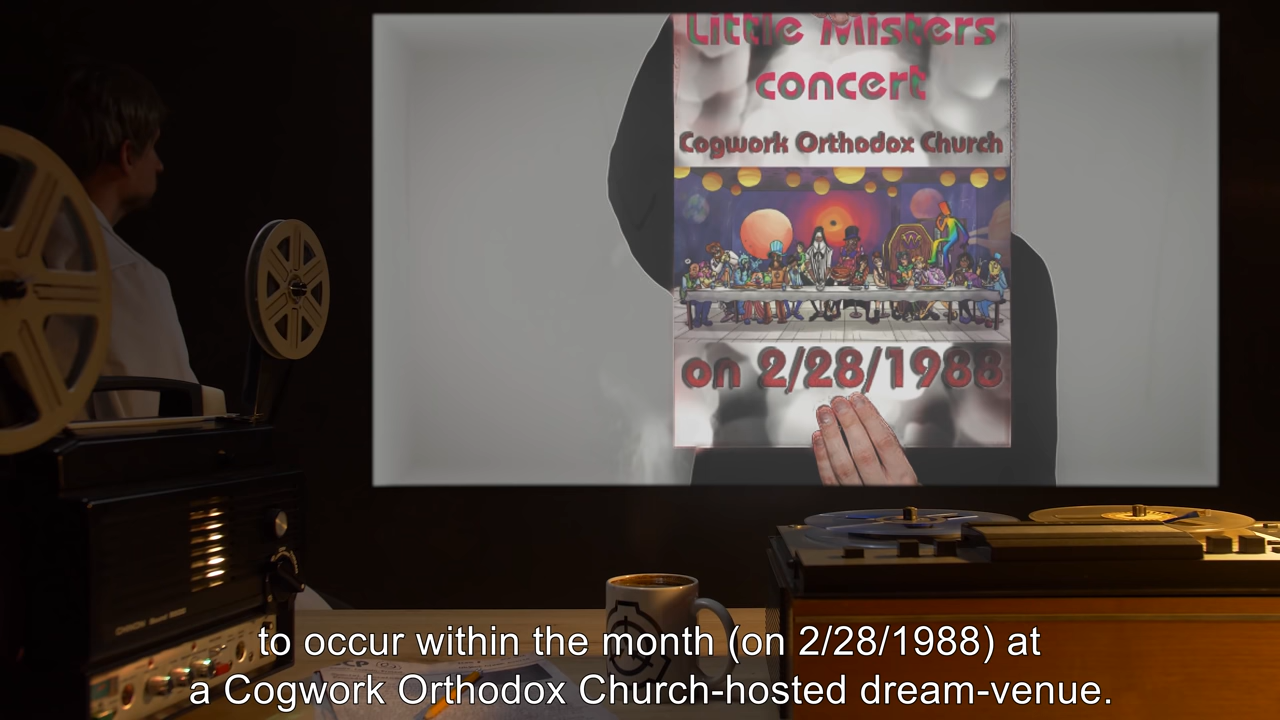 Little Misters
concert
Cogwork Orthodox Church
on 2/28/1988
to occur within the month (on 2/28/1988) at
a Cogwork Orthodox Church-hosted dream-venue.